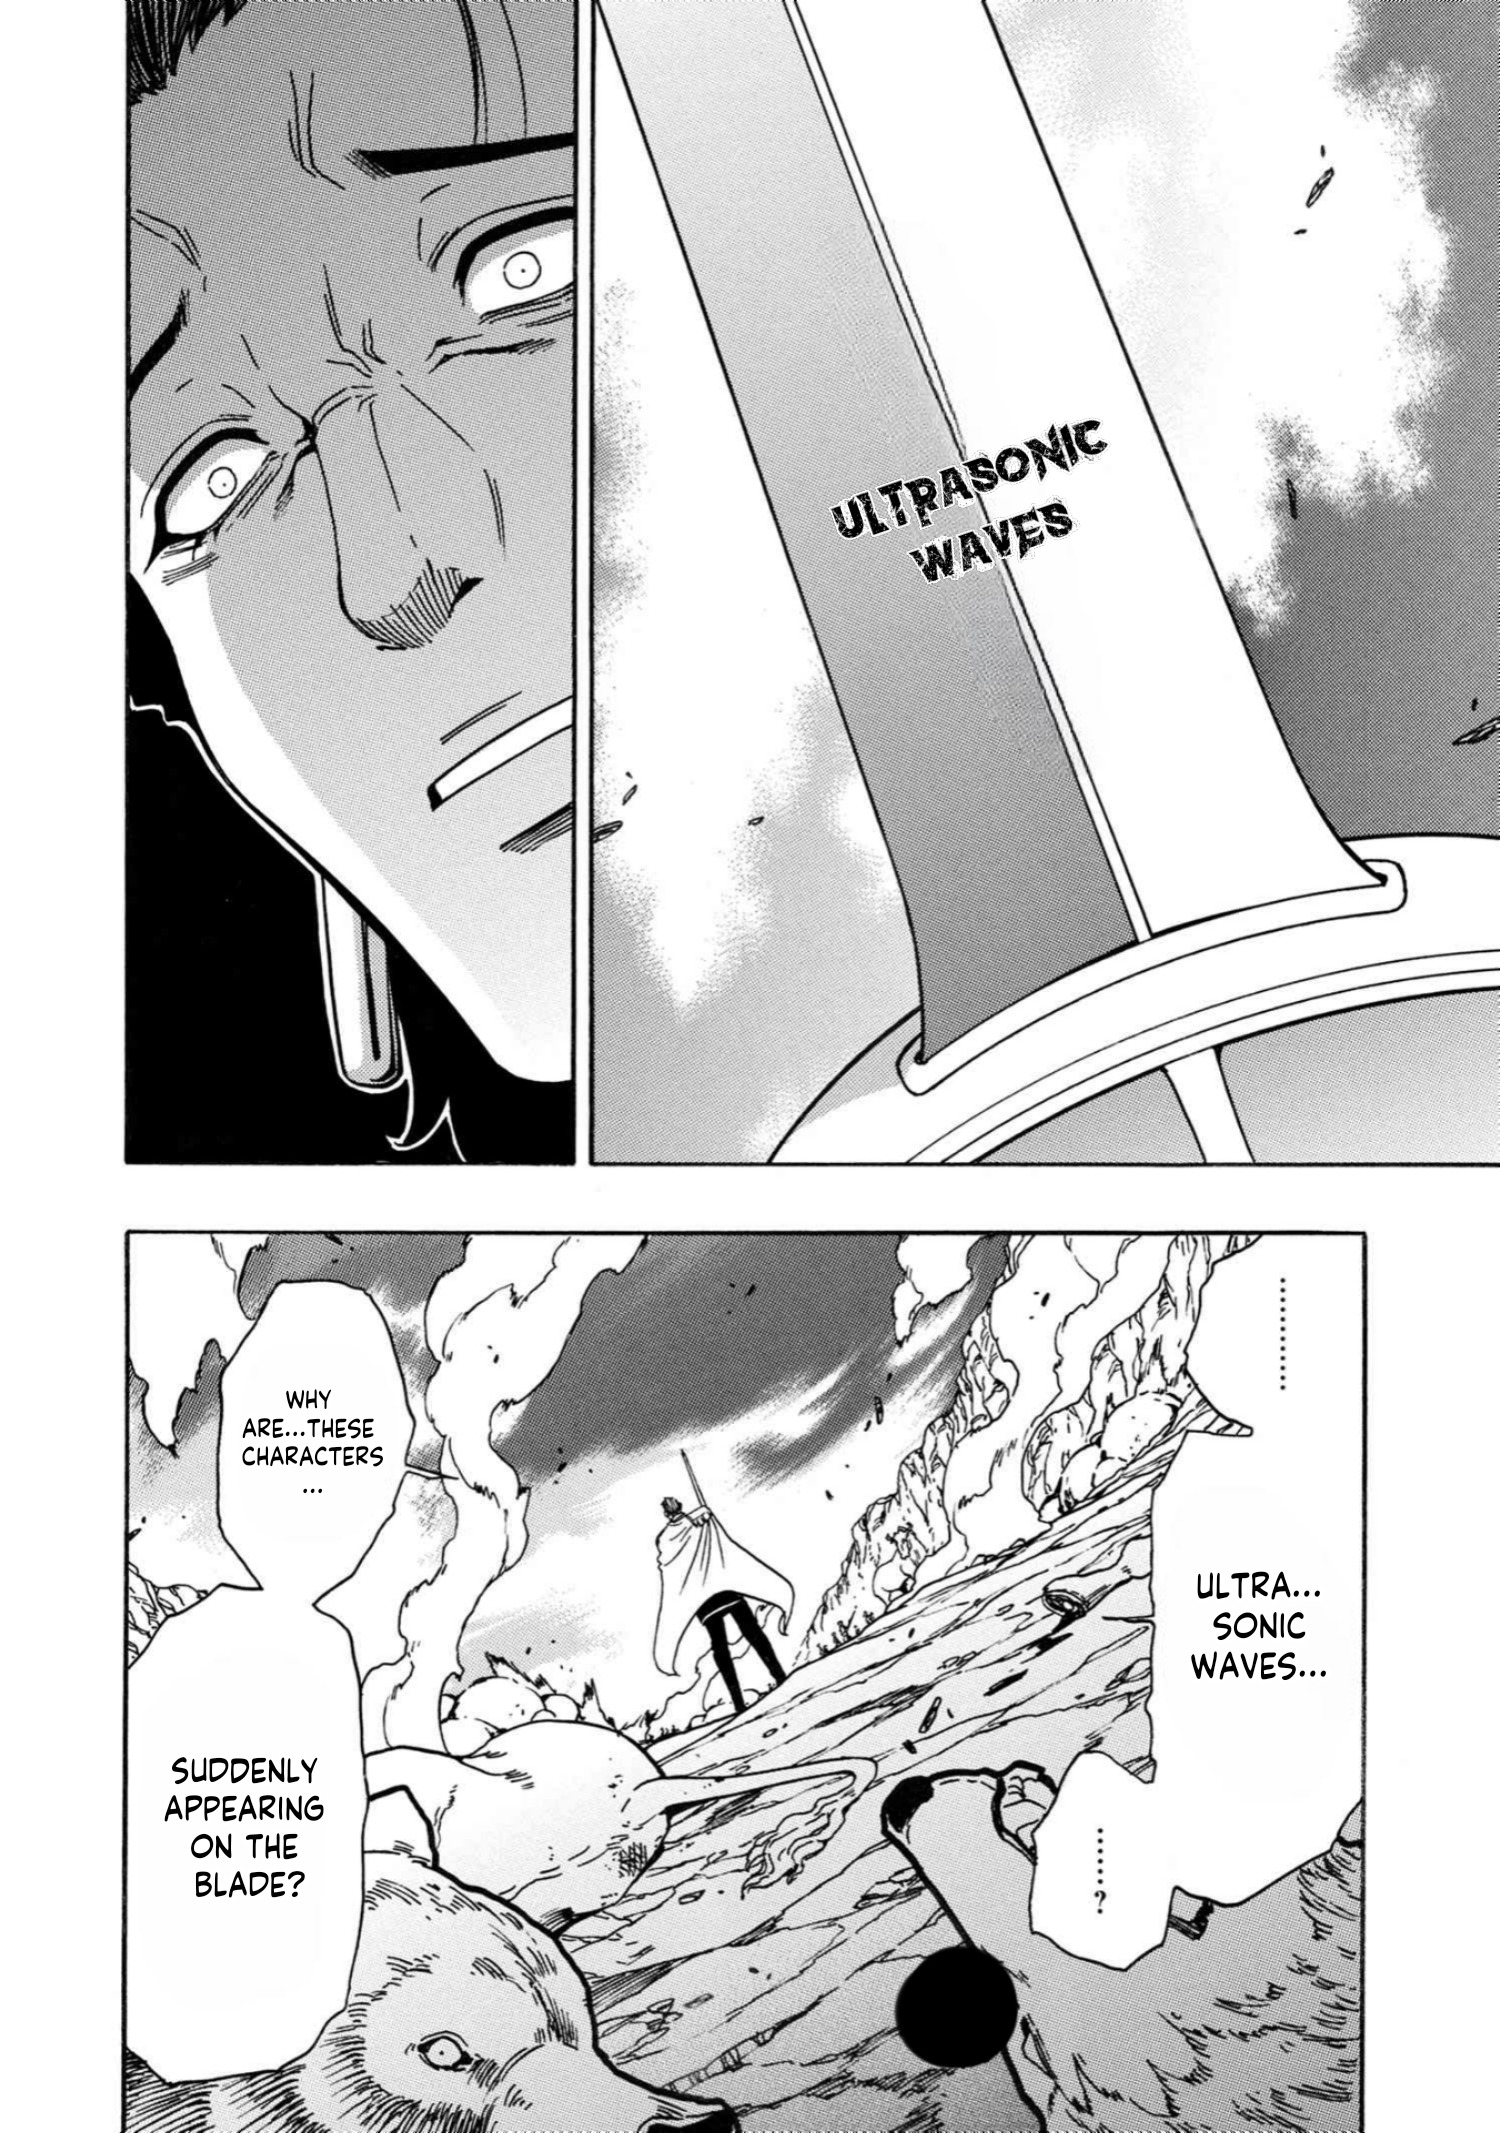 ULTRASONIC
WAVES
………
ULTRA...
SONIC
WAVES...
……?
WHY
ARE...THESE
CHARACTERS
...
SUDDENLY
APPEARING
ON THE
BLADE?